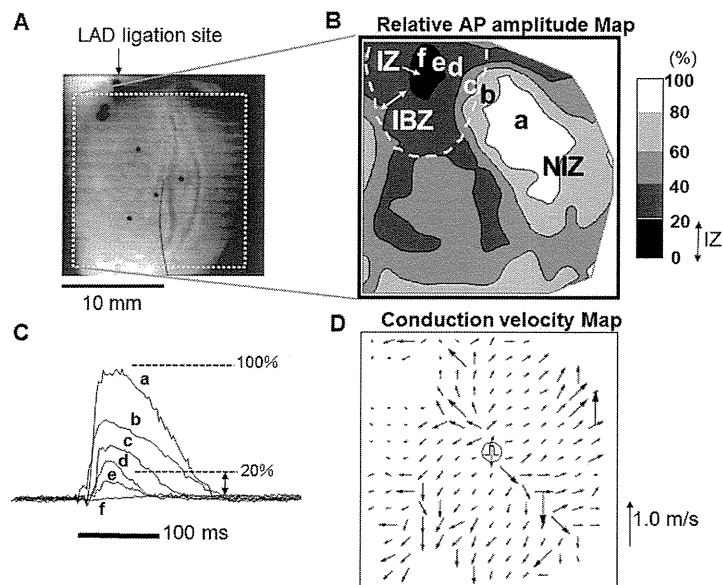 A
LAD ligation site
10 mm
B Relative AP amplitude Map
IZ
f e d
c b
a
IBZ
NIZ
(%)
100
80
60
40
20
0
IZ
C
100%
a
b
c
d
20%
e
f
100 ms
D Conduction velocity Map
1.0 m/s